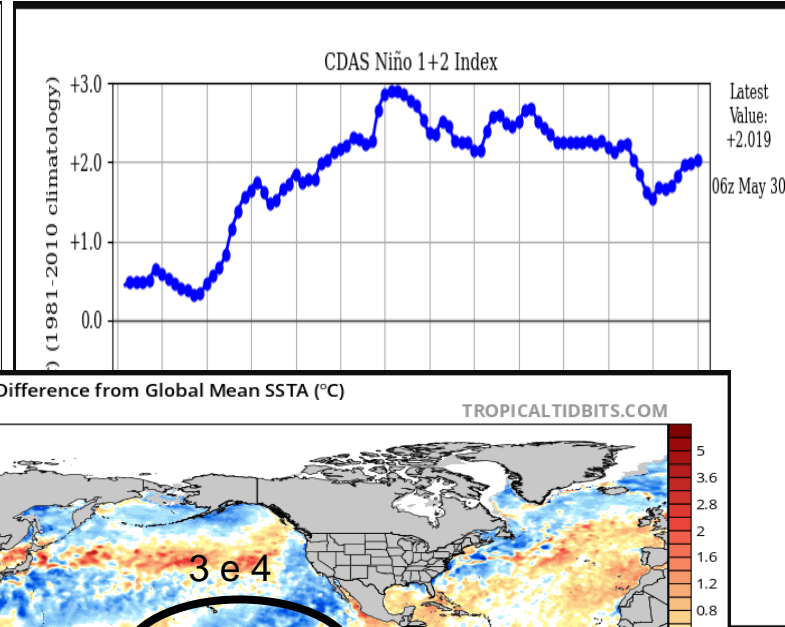 CDAS Niño 1+2 Index
+3.0
+2.0
+1.0
0.0
(1981-2010 climatology)
Latest
Value:
+2.019
06z May 30
Difference from Global Mean SSTA (°C)
TROPICALTIDBITS.COM
5
3.6
2.8
2
1.6
1.2
0.8
3 e 4